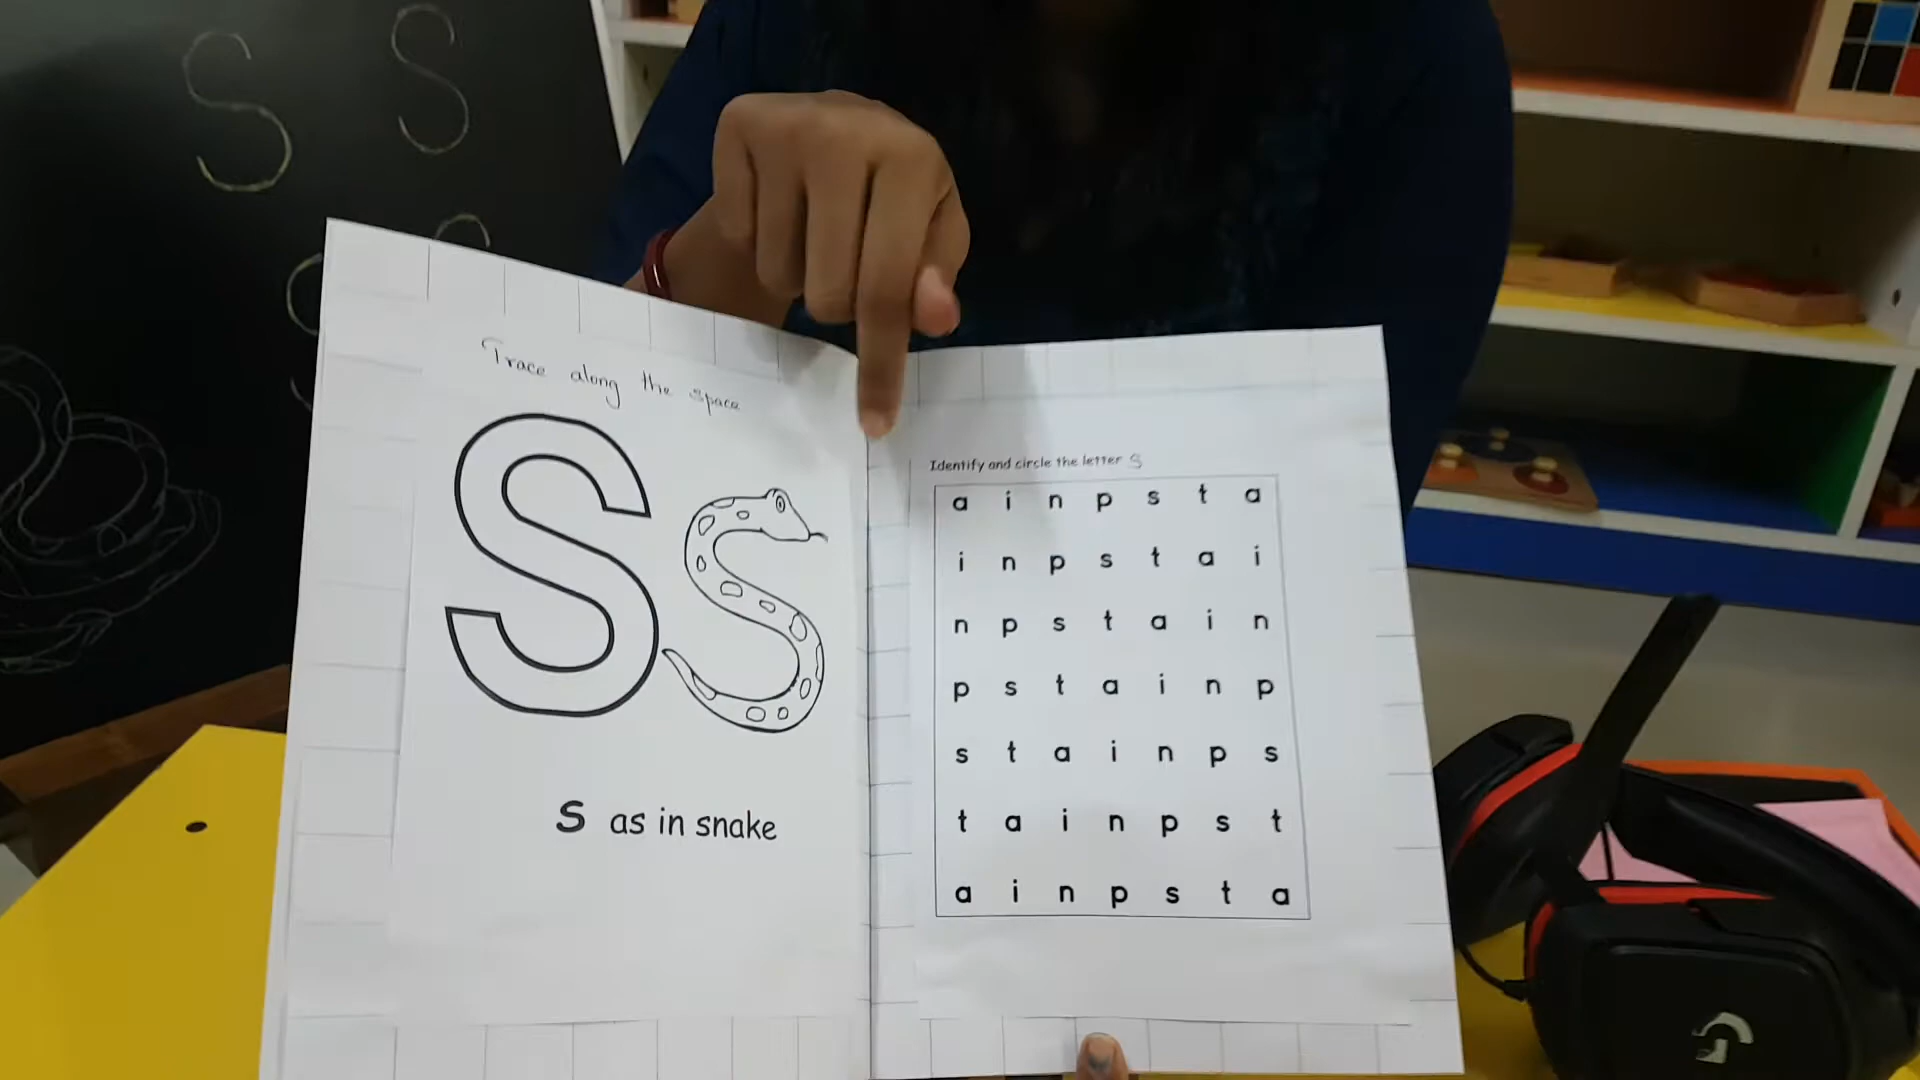 S S
Trace along the space
S
S as in snake
Identify and circle the letter S
a i n p s t a
i n p s t a i
n p s t a i n
p s t a i n p
s t a i n p s
t a i n p s t
a i n p s t a